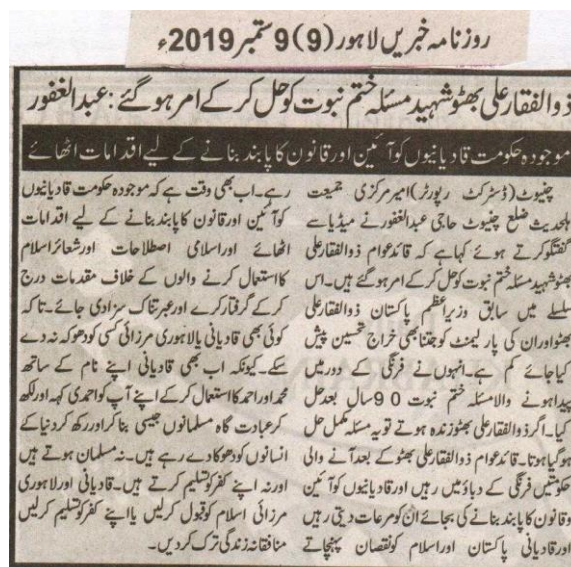 روزنامہ خبریں لاہور (9) 9 ستمبر 2019ء
ذوالفقار علی بھٹو شہید مسئلہ ختم نبوت کو حل کر کے امر ہو گئے : عبدالغفور
موجودہ حکومت قادیانیوں کو آئین اور قانون کا پابند بنانے کے لیے اقدامات اٹھائے
چنیوٹ (ڈسٹرکٹ رپورٹر) امیر مرکزی جمیعت
اہلحدیث ضلع چنیوٹ حاجی عبدالغفور نے میڈیا سے
گفتگو کرتے ہوئے کہا ہے کہ قائد عوام ذوالفقار علی
بھٹو شہید مسئلہ ختم نبوت کو حل کر کے امر ہو گئے ہیں۔ اس
سلسلے میں سابق وزیراعظم پاکستان ذوالفقار علی
بھٹو اور ان کی پارلیمنٹ کو جتنا بھی خراج تحسین پیش
کیا جائے کم ہے۔ انہوں نے فرنگی کے دور میں
پیدا ہونے والا مسئلہ ختم نبوت 90 سال بعد حل
کیا۔ اگر ذوالفقار علی بھٹو زندہ ہوتے تو یہ مسئلہ مکمل حل
ہو گیا ہوتا۔ قائد عوام ذوالفقار علی بھٹو کے بعد آنے والی
حکومتیں فرنگی کے دباؤ میں رہیں اور قادیانیوں کو آئین
و قانون کا پابند بنانے کی بجائے ان کو مرعات دیتی رہیں
اور قادیانی پاکستان اور اسلام کو نقصان پہنچاتے
رہے۔ اب بھی وقت ہے کہ موجودہ حکومت قادیانیوں
کو آئین اور قانون کا پابند بنانے کے لیے اقدامات
اٹھائے اور اسلامی اصطلاحات اور شعائر اسلام
کا استعمال کرنے والوں کے خلاف مقدمات درج
کر کے گرفتار کرے اور عبرتناک سزا دی جائے۔ تاکہ
کوئی بھی قادیانی یا لاہوری مرزائی کسی کو دھوکہ نہ دے
سکے۔ کیونکہ اب بھی قادیانی اپنے نام کے ساتھ
محمد اور احمد کا استعمال کر کے اپنے آپ کو احمدی کہہ اور لکھ
کر عبادت گاہ مسلمانوں جیسی بنا کر اور رکھ کر دنیا کے
انسانوں کو دھوکا دے رہے ہیں۔ نہ مسلمان ہوتے ہیں
اور نہ اپنے کفر کو تسلیم کرتے ہیں۔ قادیانی اور لاہوری
مرزائی اسلام کو قبول کر لیں یا اپنے کفر کو تسلیم کر لیں
منافقانہ زندگی ترک کر دیں۔